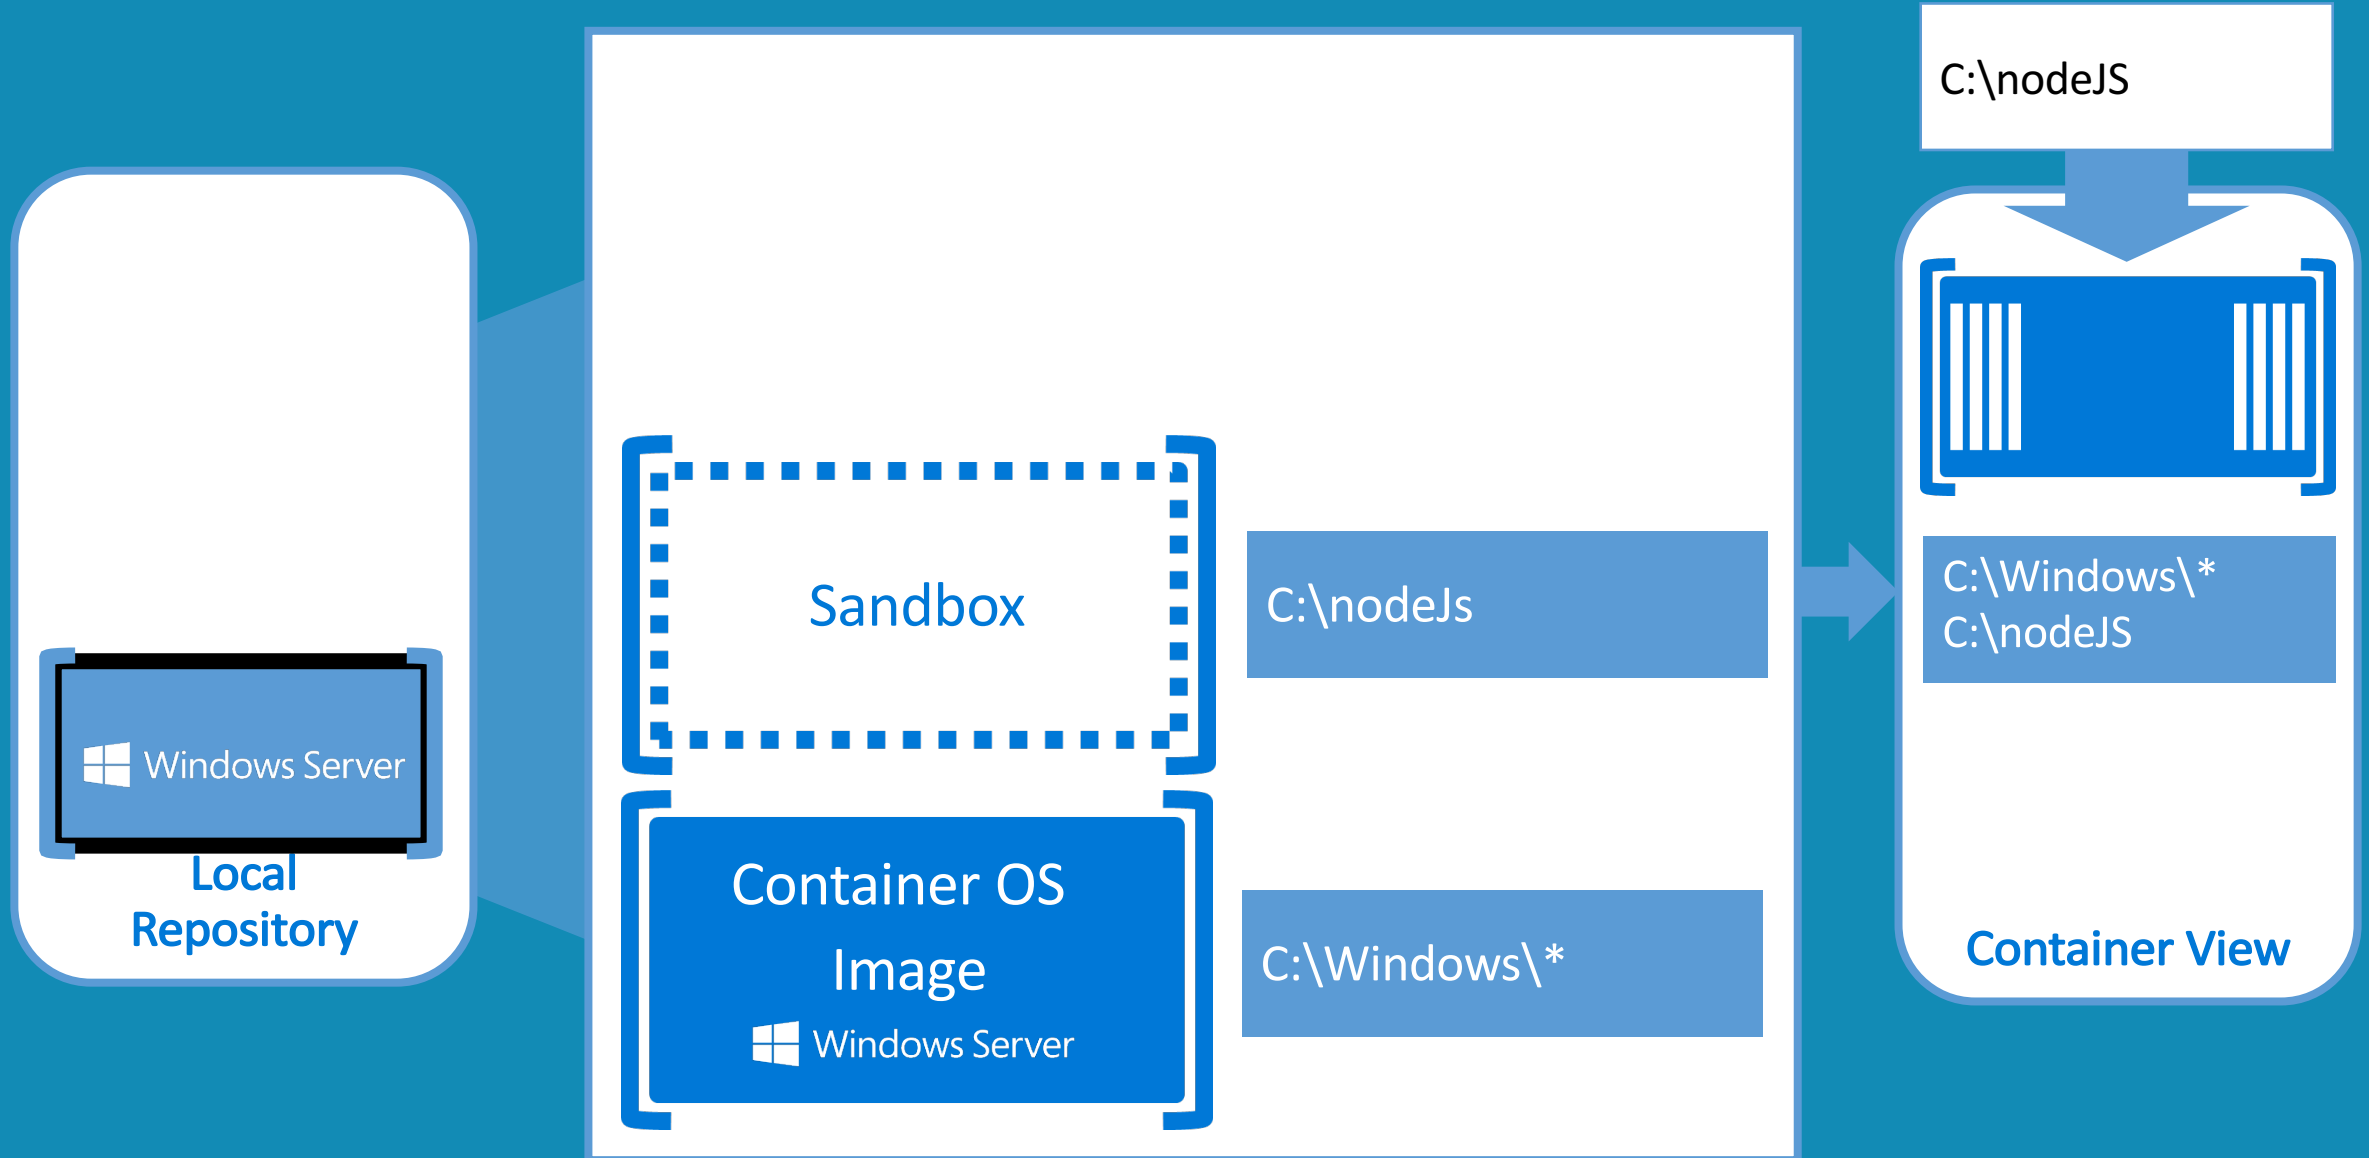 Windows Server
Local
Repository
Sandbox
C:\nodeJs
Container OS
Image
Windows Server
C:\Windows\*
C:\nodeJS
C:\Windows\*
C:\nodeJS
Container View